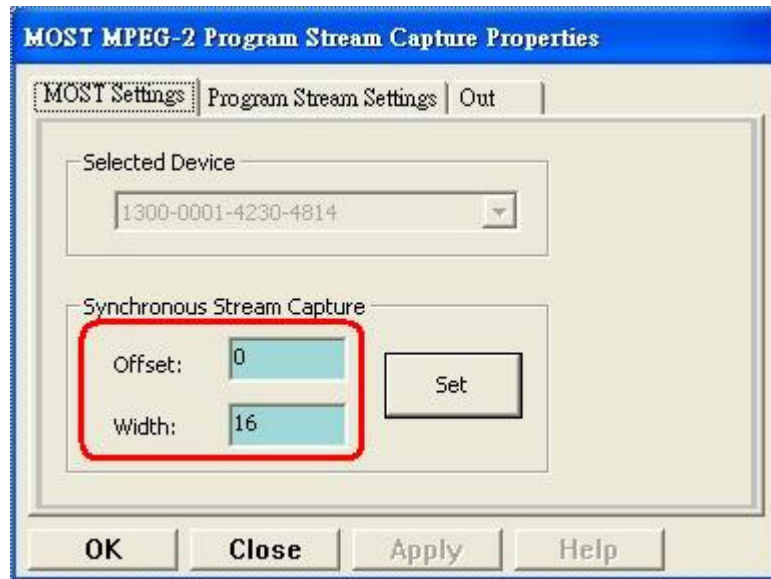 MOST MPEG-2 Program Stream Capture Properties
MOST Settings Program Stream Settings Out
Selected Device
1300-0001-4230-4814
Synchronous Stream Capture
Offset: 0
Set
Width: 16
OK Close Apply Help